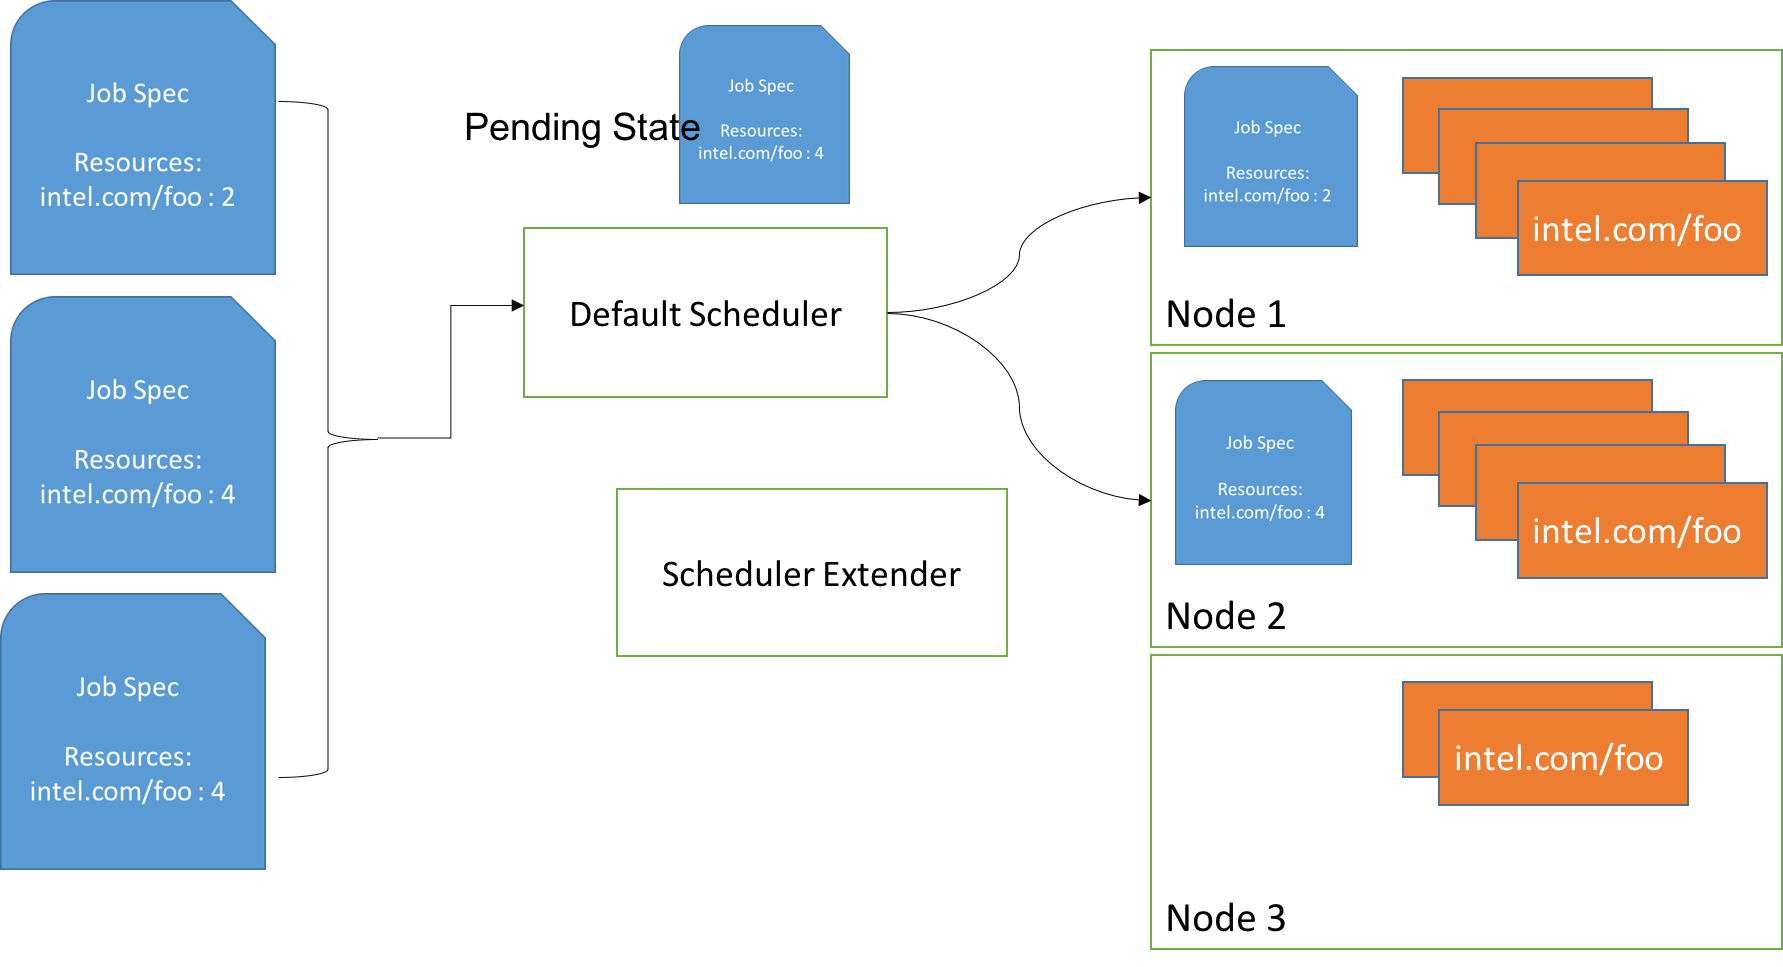 Job Spec
Resources:
intel.com/foo : 2
Job Spec
Resources:
intel.com/foo : 4
Job Spec
Resources:
intel.com/foo : 4
Pending State
Job Spec
Resources:
intel.com/foo : 4
Default Scheduler
Scheduler Extender
Job Spec
Resources:
intel.com/foo : 2
intel.com/foo
Node 1
Job Spec
Resources:
intel.com/foo : 4
intel.com/foo
Node 2
intel.com/foo
Node 3